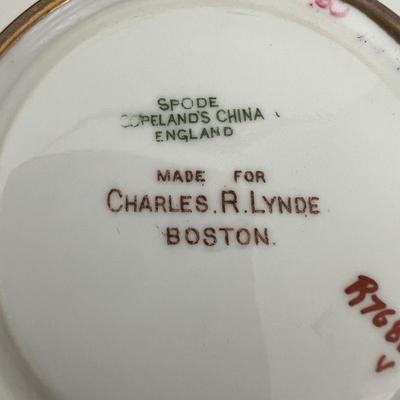 SPODE
COPELAND'S CHINA
ENGLAND
MADE FOR
CHARLES. R. LYNDE
BOSTON.
V